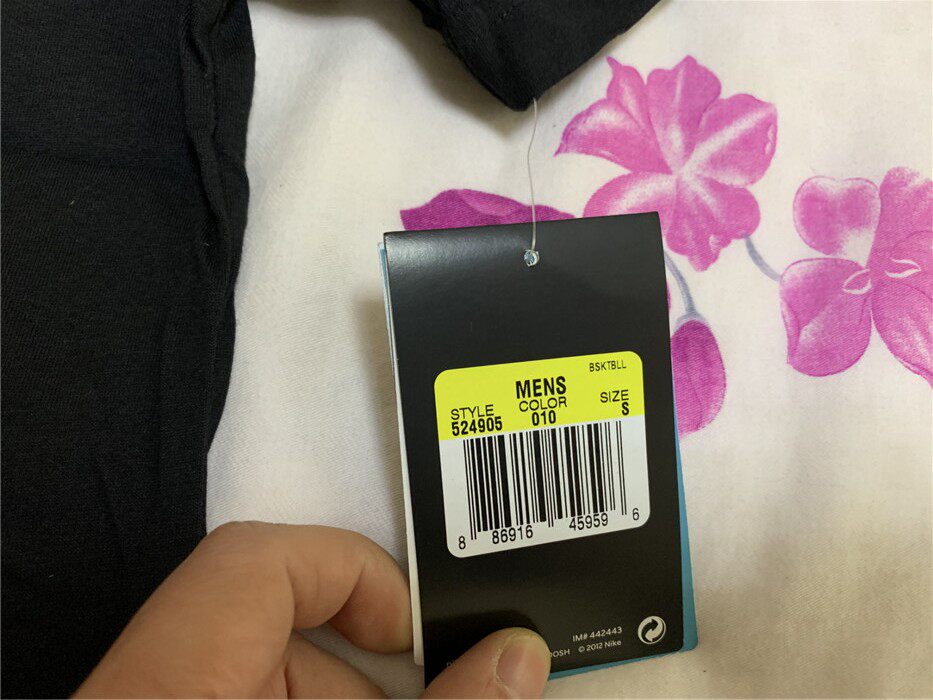 BSKTBLL
MENS
STYLE COLOR SIZE
524905 010 S
8 86916 45959 6
IM# 442443
© 2012 Nike